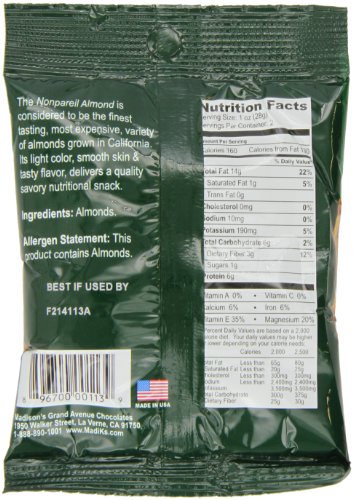 The Nonpareil Almond is
considered to be the finest
tasting, most expensive, variety
of almonds grown in California.
Its light color, smooth skin &
tasty flavor, delivers a quality
savory nutritional snack.
Ingredients: Almonds.
Allergen Statement: This
product contains Almonds.
BEST IF USED BY
F214113A
8 96700 00113 9
MADE IN USA
Madison's Grand Avenue Chocolates
1950 Walker Street, La Verne, CA 91750
1-888-890-1001 www.MadiKs.com
Nutrition Facts
Serving Size: 1 oz (28g)
Servings Per Container: 2
Amount Per Serving
Calories 160 Calories from Fat
% Daily Value*
Total Fat 14g 22%
Saturated Fat 1g 5%
Trans Fat 0g
Cholesterol 0mg 0%
Sodium 10mg 0%
Potassium 190mg 5%
Total Carbohydrate 6g 2%
Dietary Fiber 3g 12%
Sugars 1g
Protein 6g
Vitamin A 0% • Vitamin C 0%
Calcium 6% • Iron 6%
Vitamin E 35% • Magnesium 20%
Percent Daily Values are based on a 2,000
calorie diet. Your daily values may be higher
or lower depending on your calorie needs.
Calories 2,000 2,500
Total Fat Less than 65g 80g
Saturated Fat Less than 20g 25g
Cholesterol Less than 300mg 300mg
Sodium Less than 2,400mg 2,400mg
Potassium 3,500mg 3,500mg
Total Carbohydrate 300g 375g
Dietary Fiber 25g 30g